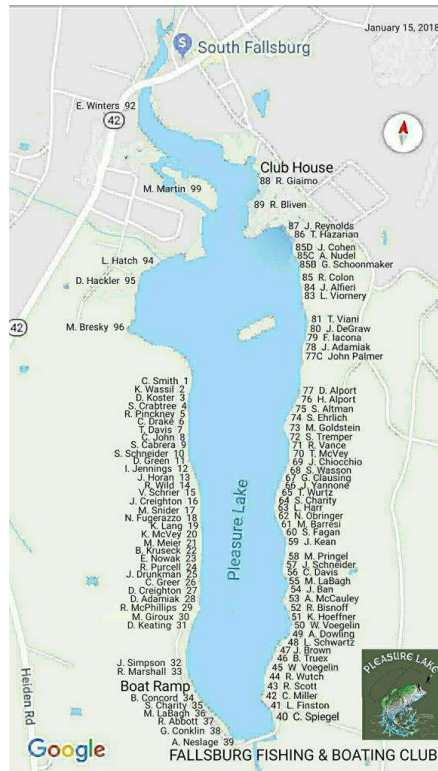 January 15, 2018
South Fallsburg
E. Winters 92
42
Club House
88 R. Giaimo
M. Martin 99
89 R. Bliven
87 J. Reynolds
86 T. Hazarian
85D J. Cohen
85C A. Nudel
85B G. Schoonmaker
L. Hatch 94
85 R. Colon
D. Hackler 95
84 J. Alfieri
83 L. Viornery
42
M. Bresky 96
81 T. Viani
80 J. DeGraw
79 F. Iacona
78 J. Adamiak
77C John Palmer
C. Smith 1
K. Wassil 2
D. Koster 3
S. Crabtree 4
R. Pinckney 5
C. Drake 6
T. Davis 7
C. John 8
S. Cabrera 9
S. Schneider 10
D. Green 11
I. Jennings 12
J. Horan 13
R. Wild 14
V. Schrier 15
J. Creighton 16
M. Snider 17
N. Fugerazzo 18
K. Lang 19
K. McVey 20
M. Meier 21
B. Kruseck 22
E. Nowak 23
R. Purcell 24
J. Drunkman 25
C. Greer 26
D. Creighton 27
D. Adamiak 28
R. McPhillips 29
M. Giroux 30
D. Keating 31
77 D. Alport
76 H. Alport
75 S. Altman
74 S. Ehrlich
73 M. Goldstein
72 S. Tremper
71 R. Vance
70 T. McVey
69 J. Chiocchio
68 S. Wasson
67 G. Clausing
66 J. Yannone
65 T. Wurtz
64 S. Charity
63 L. Harr
62 N. Obringer
61 M. Barresi
60 S. Fagan
59 J. Kean
58 M. Pringel
57 J. Schneider
56 C. Davis
55 M. LaBagh
54 J. Ban
53 A. McCauley
52 R. Bisnoff
51 K. Hoeffner
50 W. Voegelin
49 A. Dowling
48 L. Schwartz
47 J. Brown
46 B. Truex
45 W. Voegelin
44 R. Wutch
43 R. Scott
42 C. Miller
41 L. Finston
40 C. Spiegel
Pleasure Lake
J. Simpson 32
R. Marshall 33
Boat Ramp
B. Concord 34
S. Charity 35
M. LaBagh 36
R. Abbott 37
G. Conklin 38
A. Neslage 39
Heiden Rd
PLEASURE LAKE
Google
FALLSBURG FISHING & BOATING CLUB